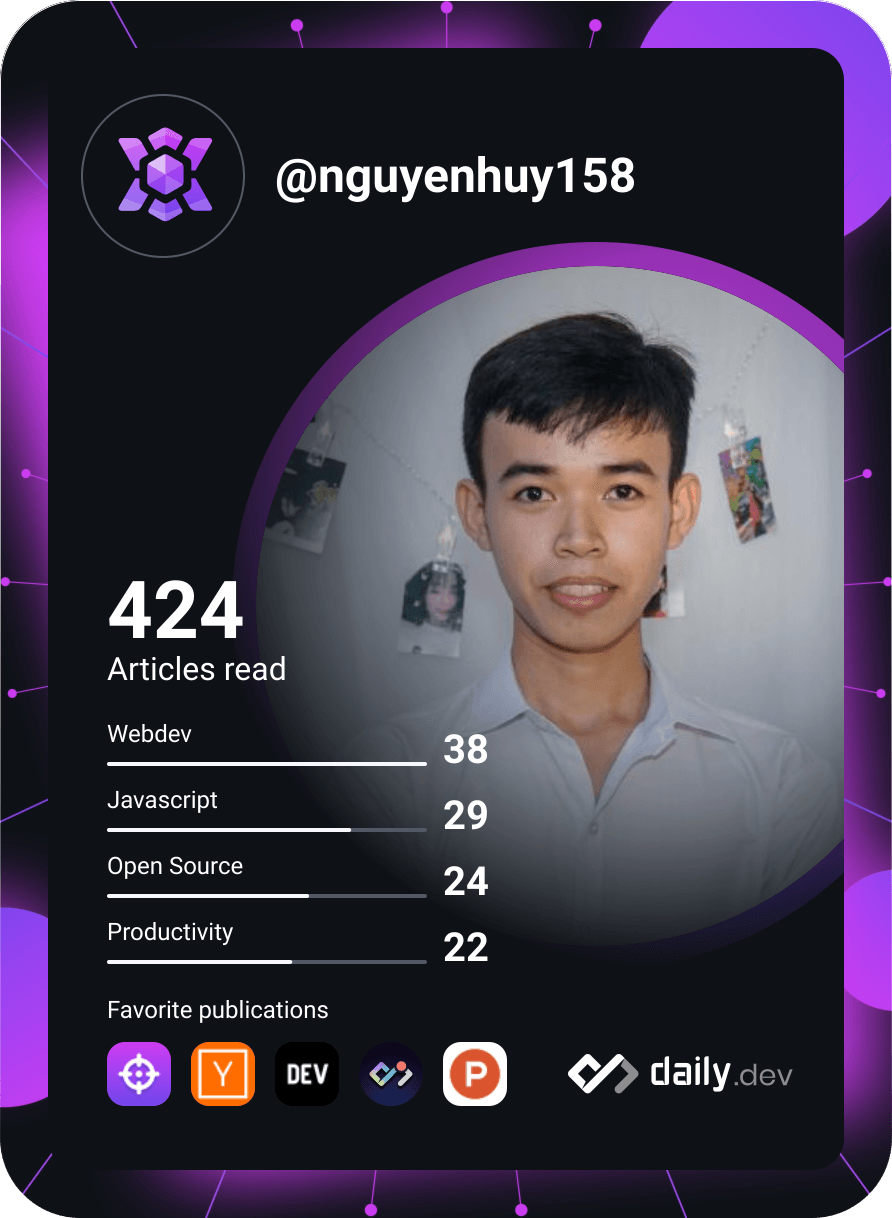 @nguyenhuy158
424
Articles read
Webdev
38
Javascript
29
Open Source
24
Productivity
22
Favorite publications
Y
DEV
P
daily.dev